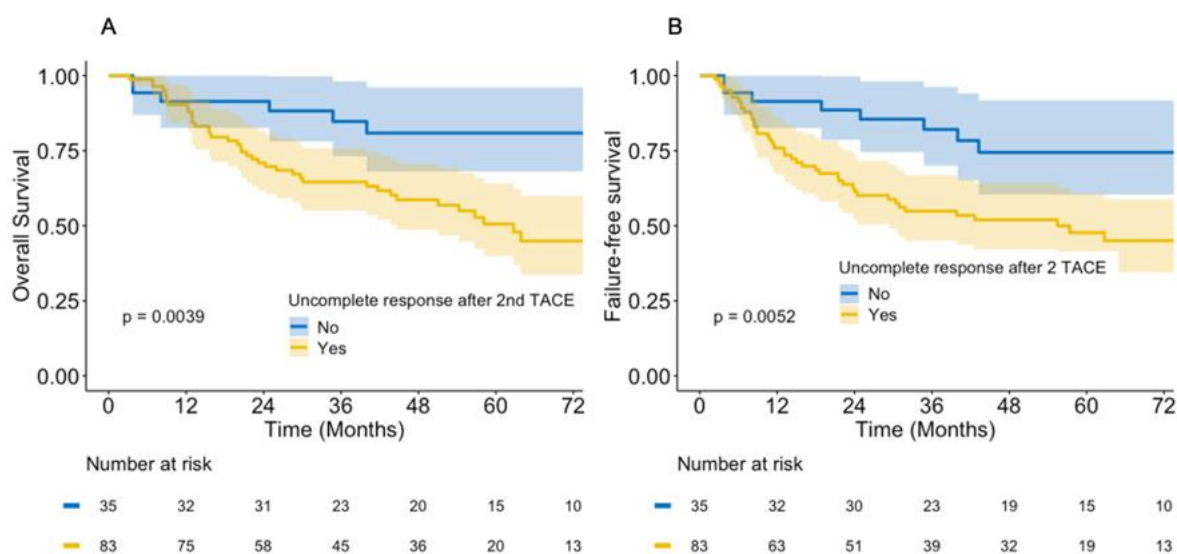 A
Overall Survival
1.00
0.75
0.50
0.25
0.00
p = 0.0039
Uncomplete response after 2nd TACE
No
Yes
0 12 24 36 48 60 72
Time (Months)
Number at risk
35 32 31 23 20 15 10
83 75 58 45 36 20 13
B
Failure-free survival
1.00
0.75
0.50
0.25
0.00
p = 0.0052
Uncomplete response after 2 TACE
No
Yes
0 12 24 36 48 60 72
Time (Months)
Number at risk
35 32 30 23 19 15 10
83 63 51 39 32 19 13